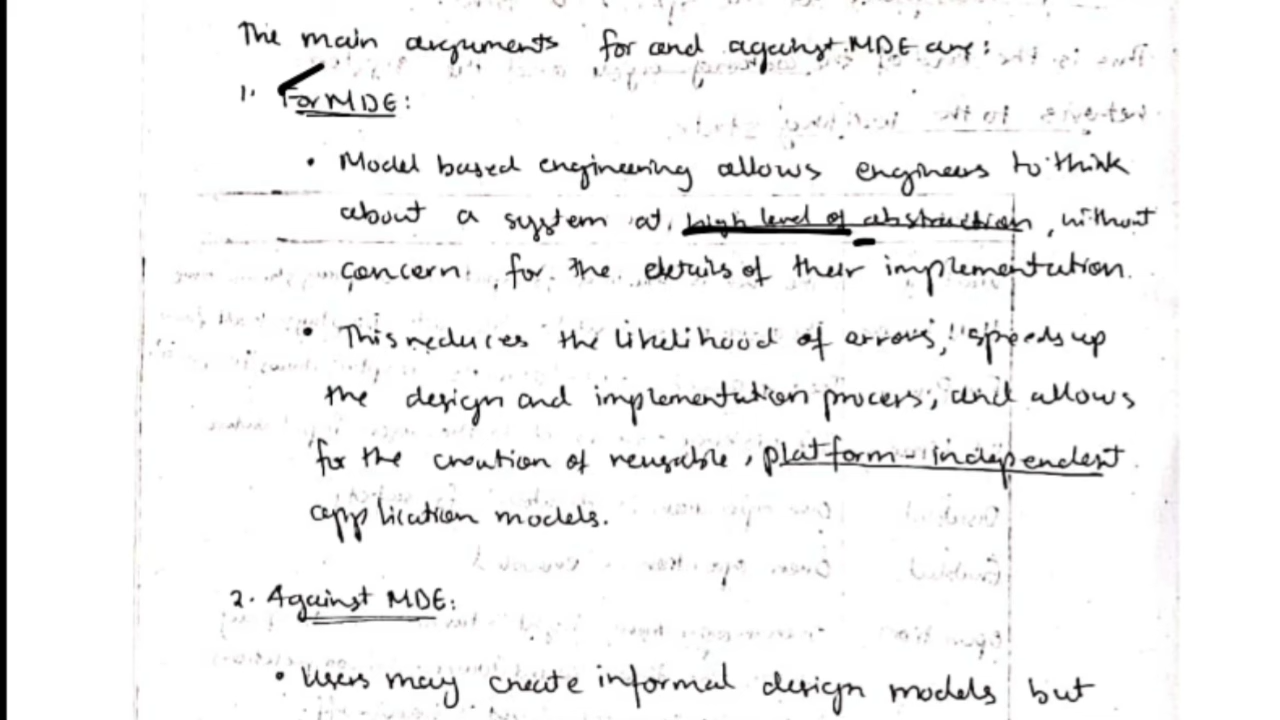 The main arguments for and against MDE are:
1. For MDE:
• Model based engineering allows engineers to think
about a system at high level of abstraction, without
concern for the details of their implementation.
• This reduces the likelihood of errors, speeds up
the design and implementation process, and allows
for the creation of reusable, platform-independent
application models.
2. Against MDE:
• Users may create informal design models but